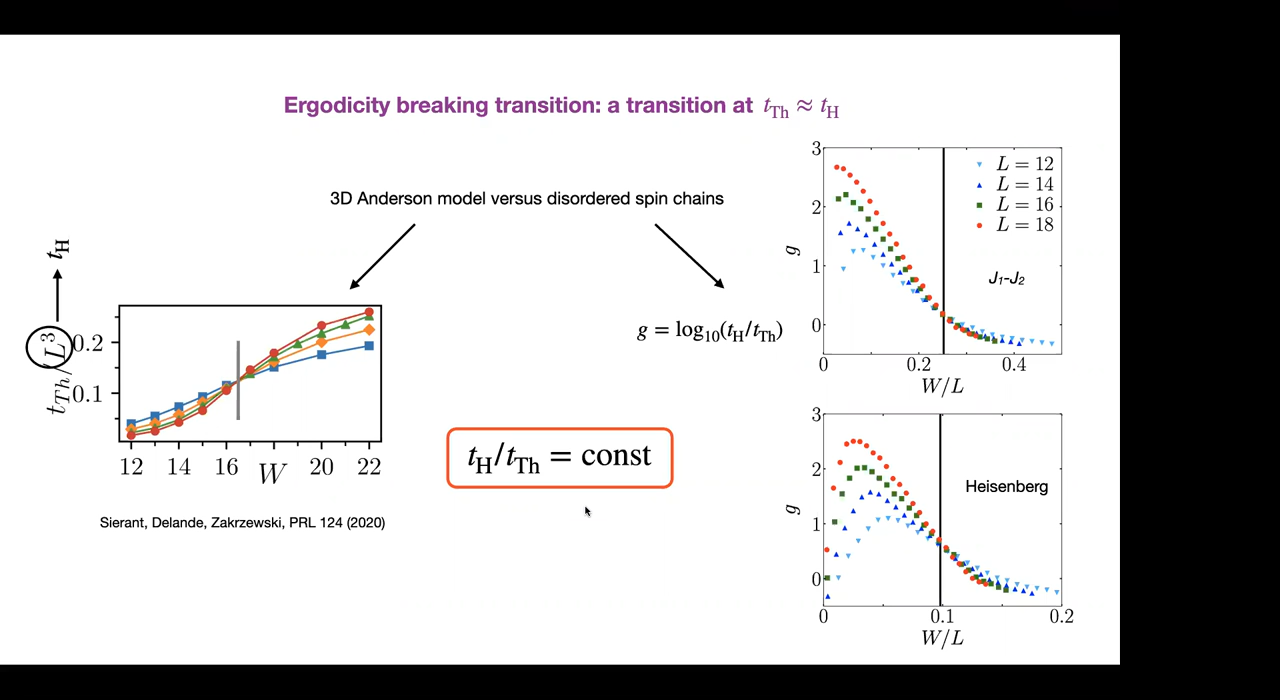 Ergodicity breaking transition: a transition at t_Th ≈ t_H
3D Anderson model versus disordered spin chains
t_H
t_Th/L^3
0.2
0.1
12 14 16 W 20 22
Sierant, Delande, Zakrzewski, PRL 124 (2020)
g = log_10(t_H/t_Th)
t_H/t_Th = const
3
2
1
0
g
L = 12
L = 14
L = 16
L = 18
J_1-J_2
0 0.2 0.4
W/L
3
2
1
0
g
Heisenberg
0 0.1 0.2
W/L